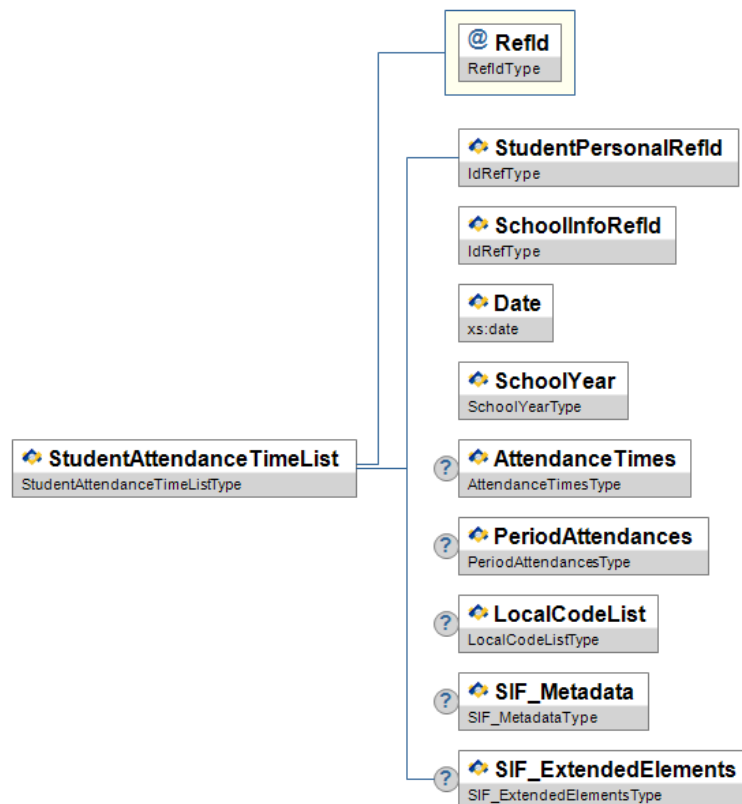 @ RefId
RefIdType
StudentPersonalRefId
IdRefType
SchoolInfoRefId
IdRefType
Date
xs:date
SchoolYear
SchoolYearType
StudentAttendanceTimeList
StudentAttendanceTimeListType
? AttendanceTimes
AttendanceTimesType
? PeriodAttendances
PeriodAttendancesType
? LocalCodeList
LocalCodeListType
? SIF_Metadata
SIF_MetadataType
? SIF_ExtendedElements
SIF_ExtendedElementsType